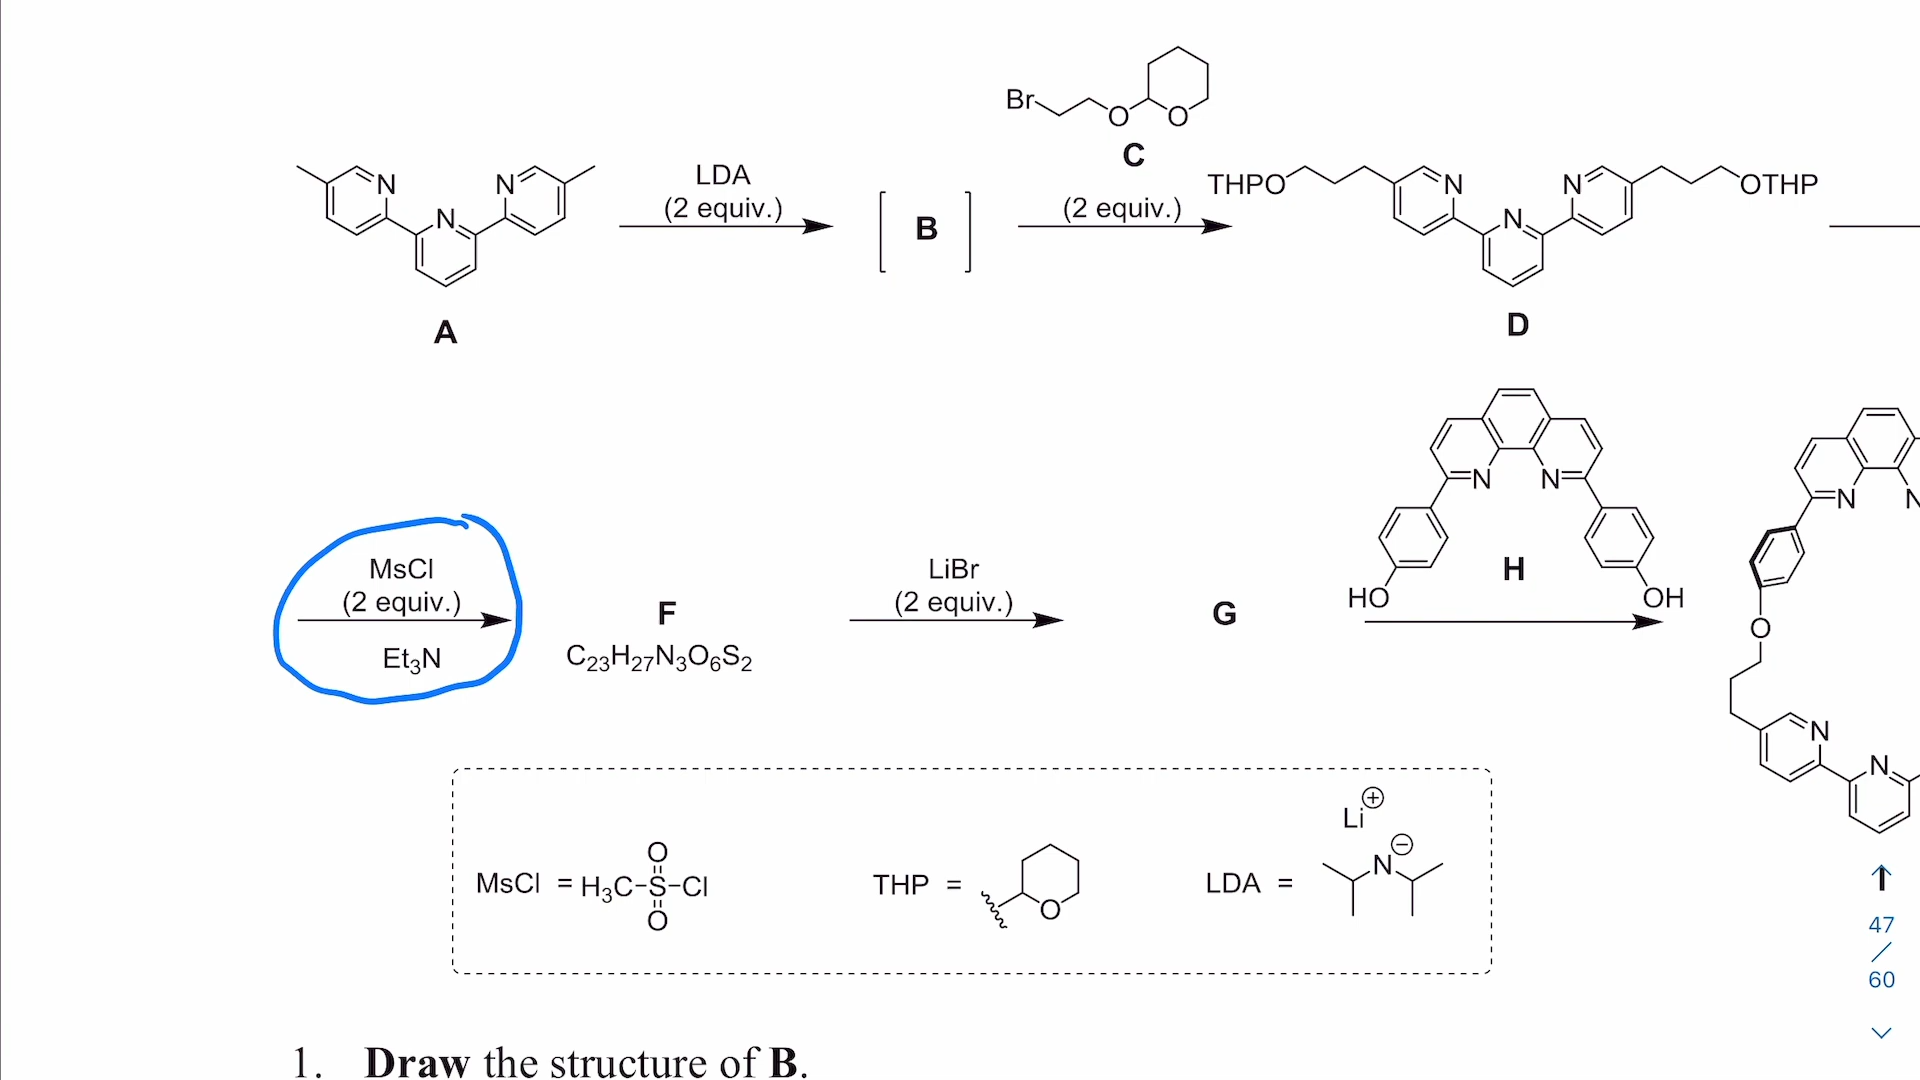 Br
O
O
C
N
N
N
A
LDA
(2 equiv.)
B
(2 equiv.)
THPO
N
N
N
OTHP
D
MsCl
(2 equiv.)
Et3N
F
C23H27N3O6S2
LiBr
(2 equiv.)
G
N
N
HO
OH
H
N
N
O
N
N
MsCl = H3C-S-Cl
O
O
THP =
O
LDA =
Li +
N −
47
/
60
1. Draw the structure of B.